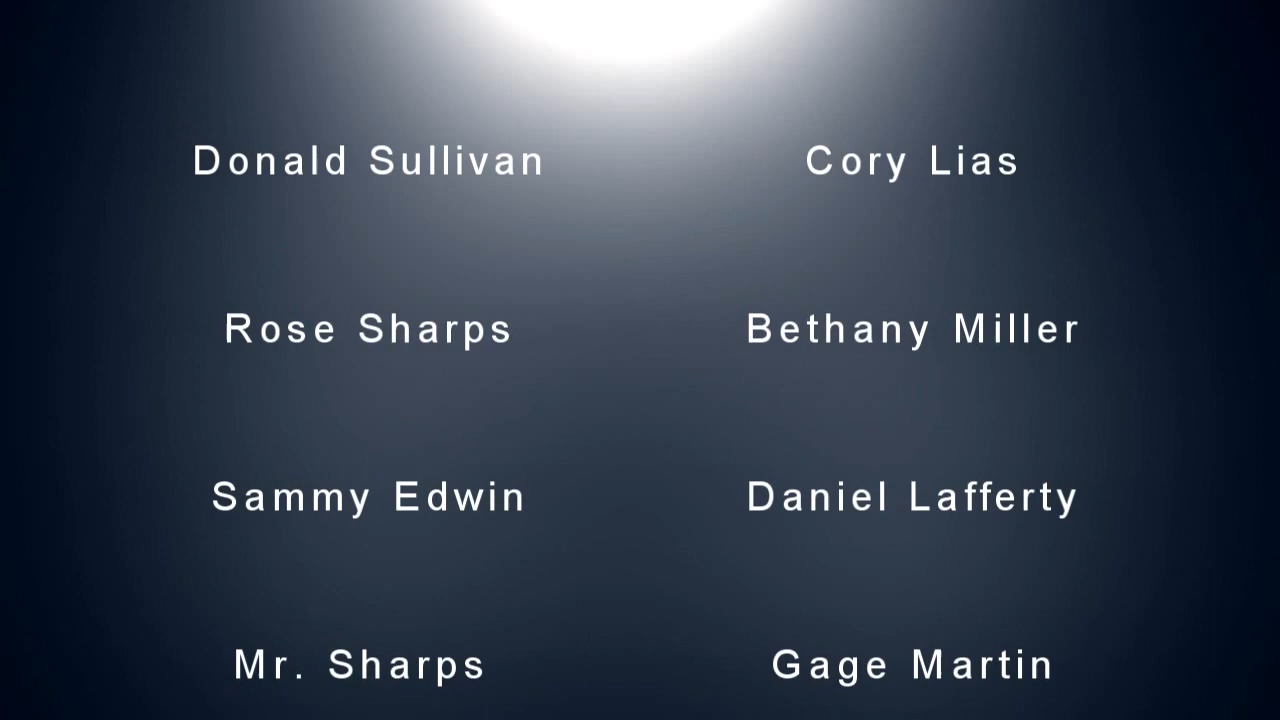 Donald Sullivan Cory Lias
Rose Sharps Bethany Miller
Sammy Edwin Daniel Lafferty
Mr. Sharps Gage Martin